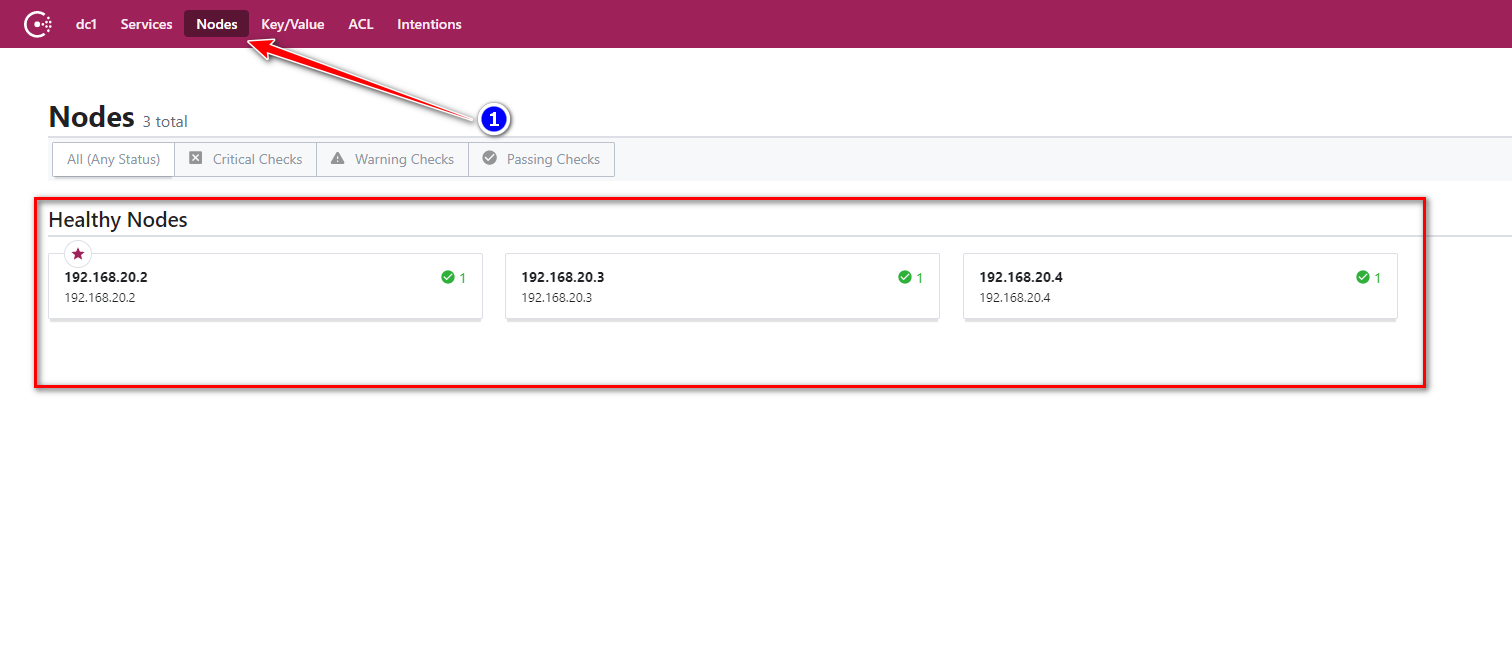 dc1 Services Nodes Key/Value ACL Intentions
1
Nodes 3 total
All (Any Status) Critical Checks Warning Checks Passing Checks
Healthy Nodes
192.168.20.2 1 192.168.20.3 1 192.168.20.4 1
192.168.20.2 192.168.20.3 192.168.20.4